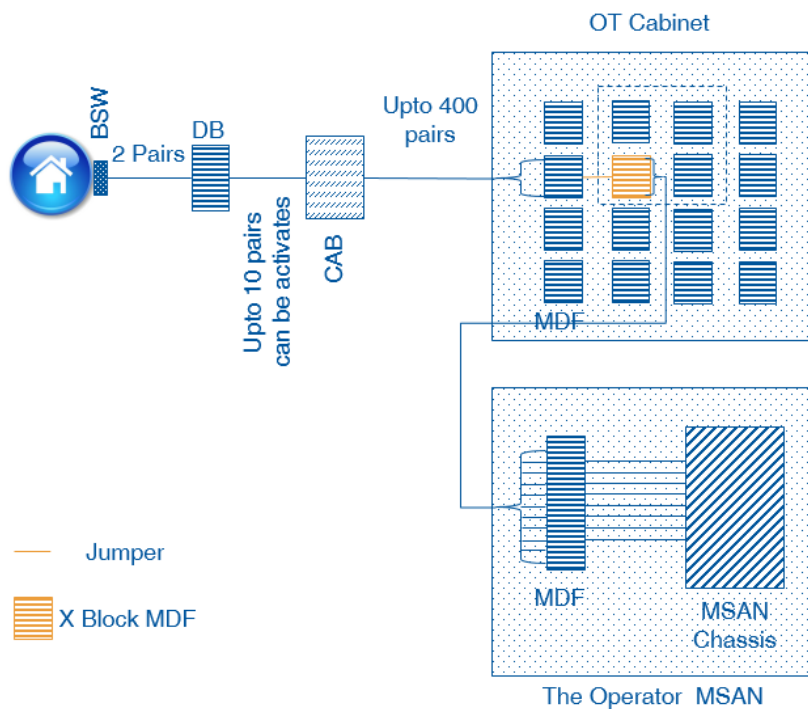 OT Cabinet
BSW
2 Pairs
DB
Upto 400
pairs
Upto 10 pairs
can be activates
CAB
MDF
MDF
MSAN
Chassis
Jumper
X Block MDF
The Operator MSAN